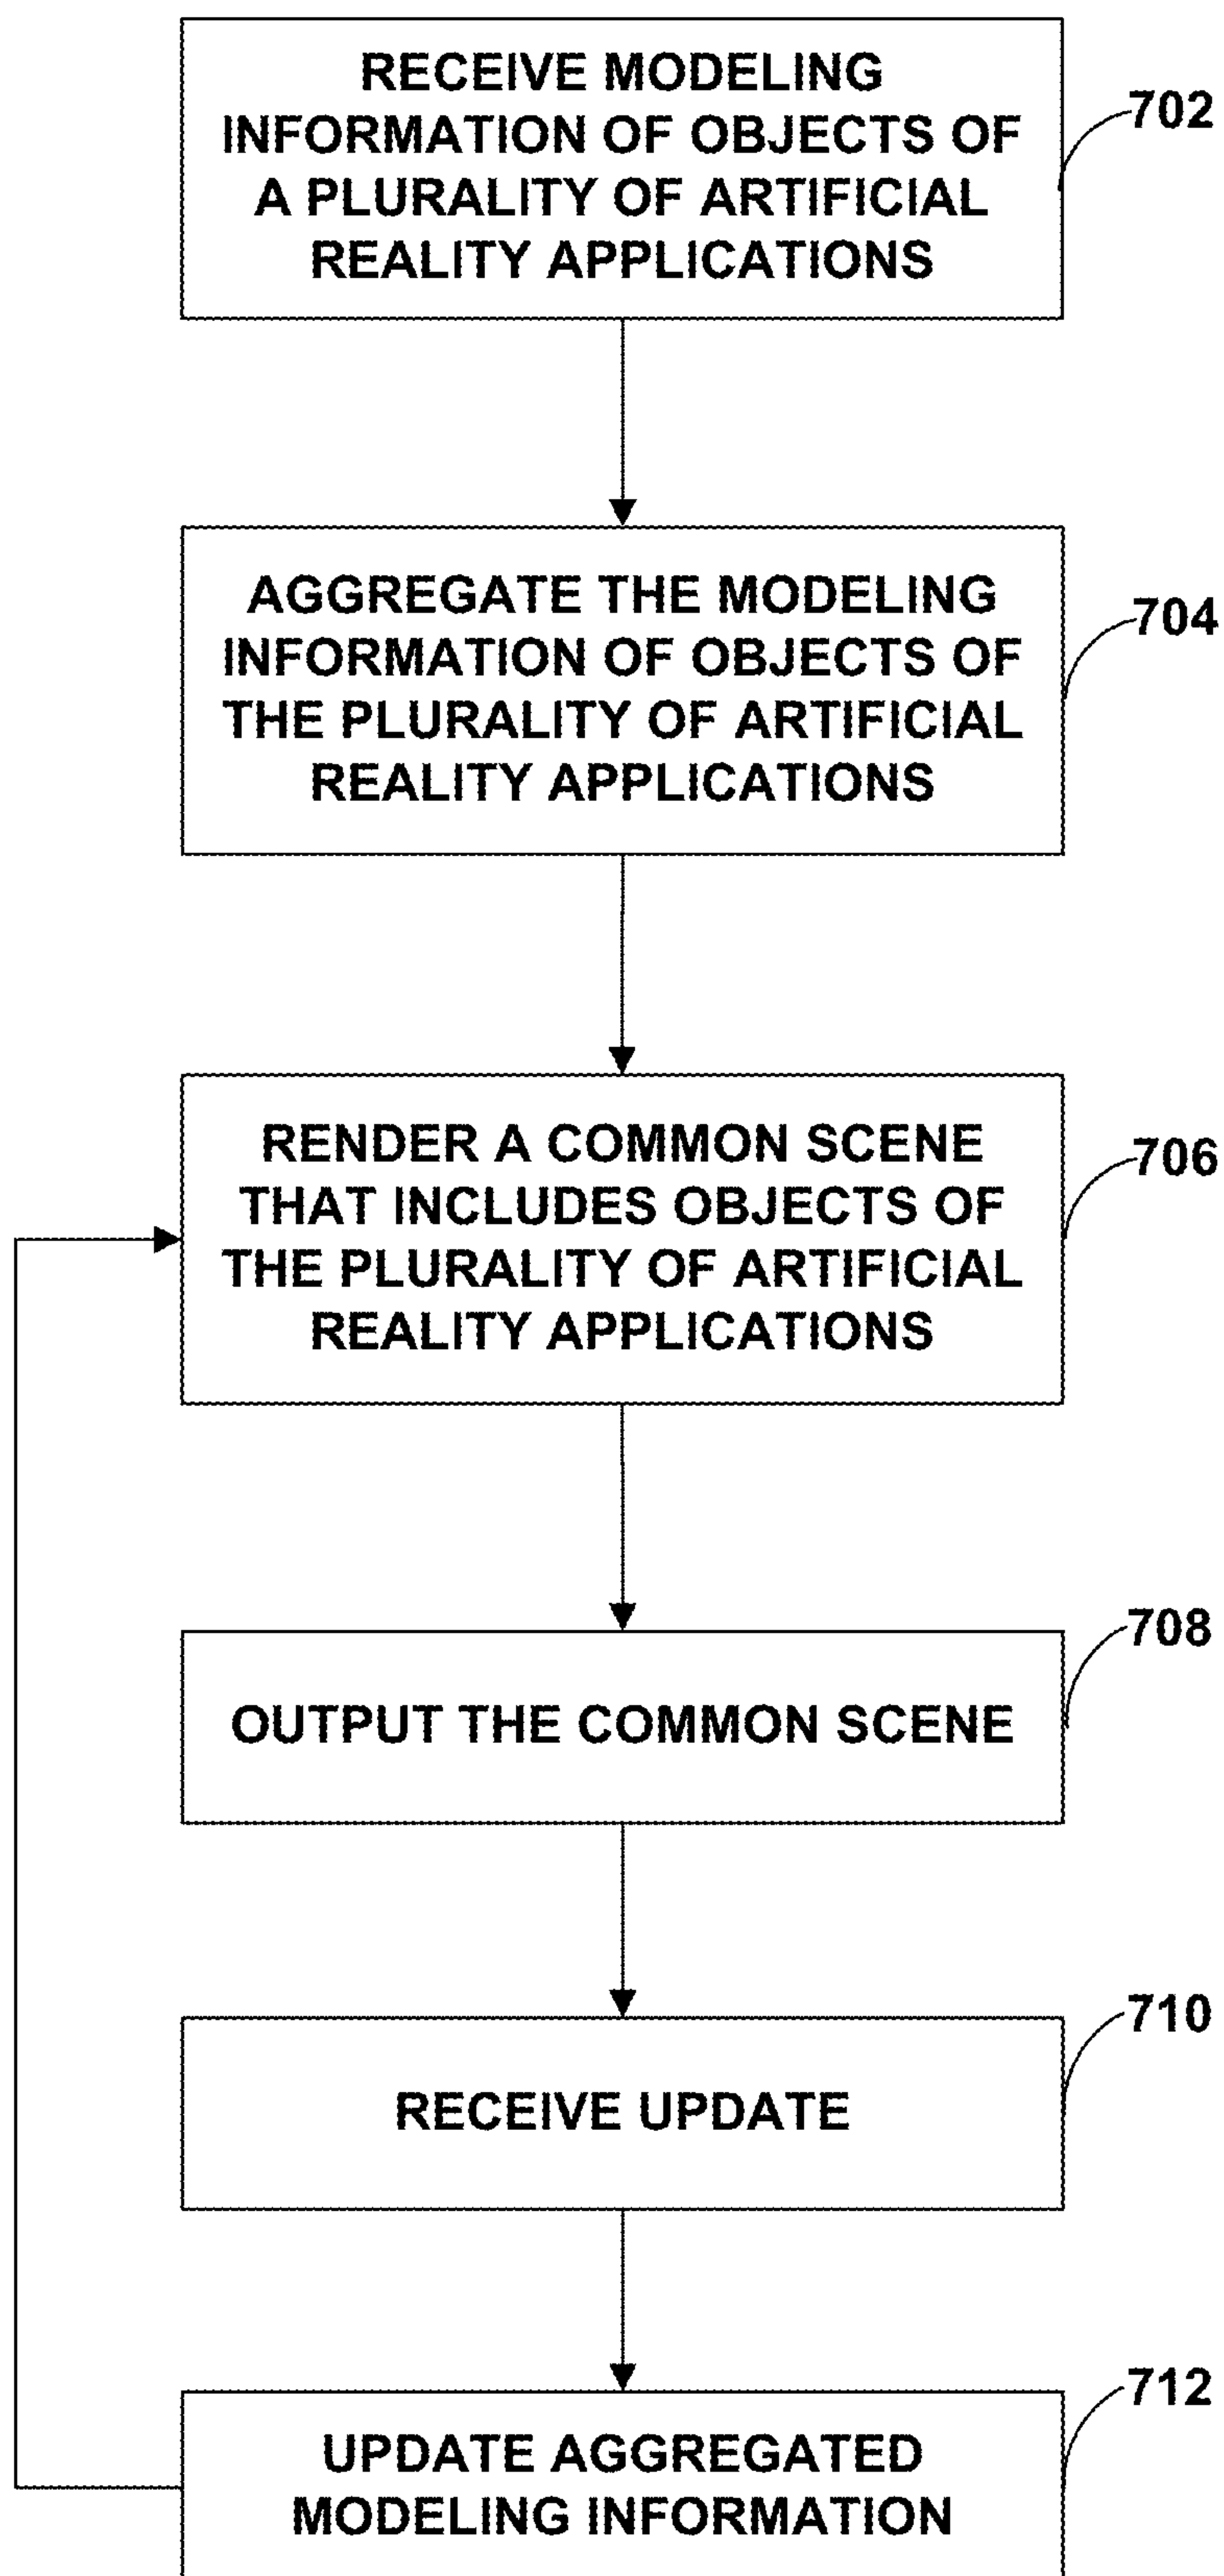 RECEIVE MODELING
INFORMATION OF OBJECTS OF
A PLURALITY OF ARTIFICIAL
REALITY APPLICATIONS
702
AGGREGATE THE MODELING
INFORMATION OF OBJECTS OF
THE PLURALITY OF ARTIFICIAL
REALITY APPLICATIONS
704
RENDER A COMMON SCENE
THAT INCLUDES OBJECTS OF
THE PLURALITY OF ARTIFICIAL
REALITY APPLICATIONS
706
OUTPUT THE COMMON SCENE
708
RECEIVE UPDATE
710
UPDATE AGGREGATED
MODELING INFORMATION
712